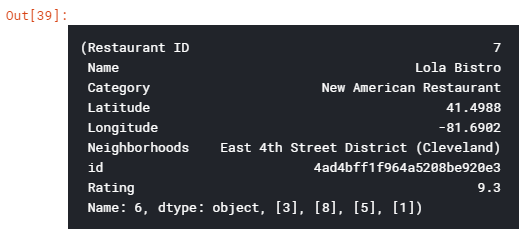 Out[39]:
(Restaurant ID 7
Name Lola Bistro
Category New American Restaurant
Latitude 41.4988
Longitude -81.6902
Neighborhoods East 4th Street District (Cleveland)
id 4ad4bff1f964a5208be920e3
Rating 9.3
Name: 6, dtype: object, [3], [8], [5], [1])